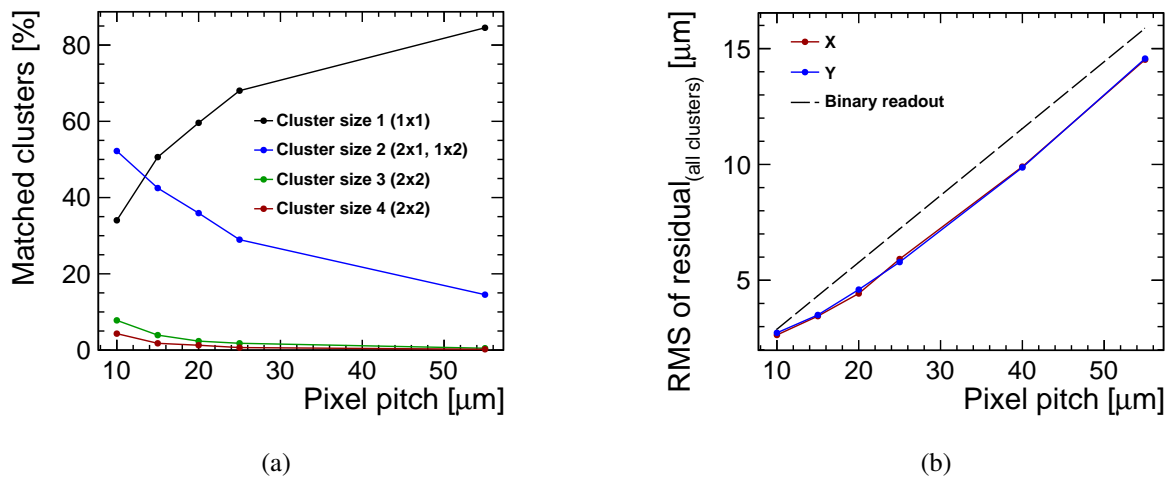 Matched clusters [%]
80
60
40
20
0
Cluster size 1 (1x1)
Cluster size 2 (2x1, 1x2)
Cluster size 3 (2x2)
Cluster size 4 (2x2)
10 20 30 40 50
Pixel pitch [μm]
(a)
RMS of residual(all clusters) [μm]
15
10
5
X
Y
Binary readout
10 20 30 40 50
Pixel pitch [μm]
(b)